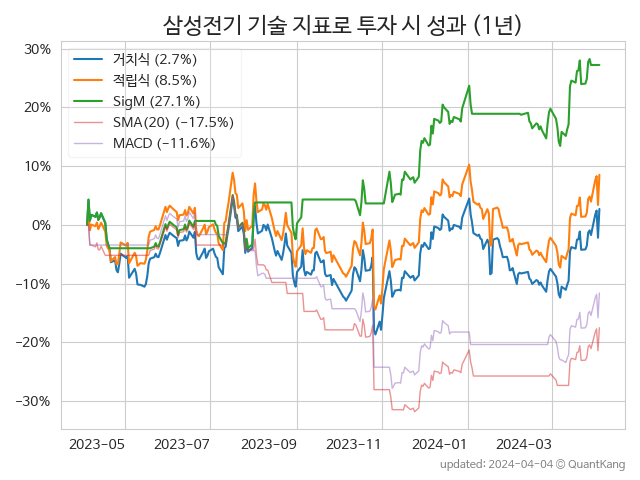 삼성전기 기술 지표로 투자 시 성과 (1년)
거치식 (2.7%)
적립식 (8.5%)
SigM (27.1%)
SMA(20) (−17.5%)
MACD (−11.6%)
30%
20%
10%
0%
−10%
−20%
−30%
2023-05 2023-07 2023-09 2023-11 2024-01 2024-03
updated: 2024-04-04 © QuantKang